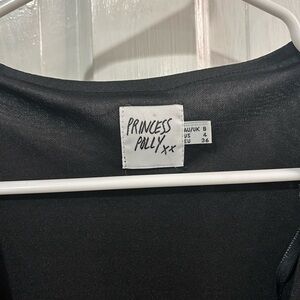 PRINCESS
POLLY xx
AU/UK 8
US 4
EU 36